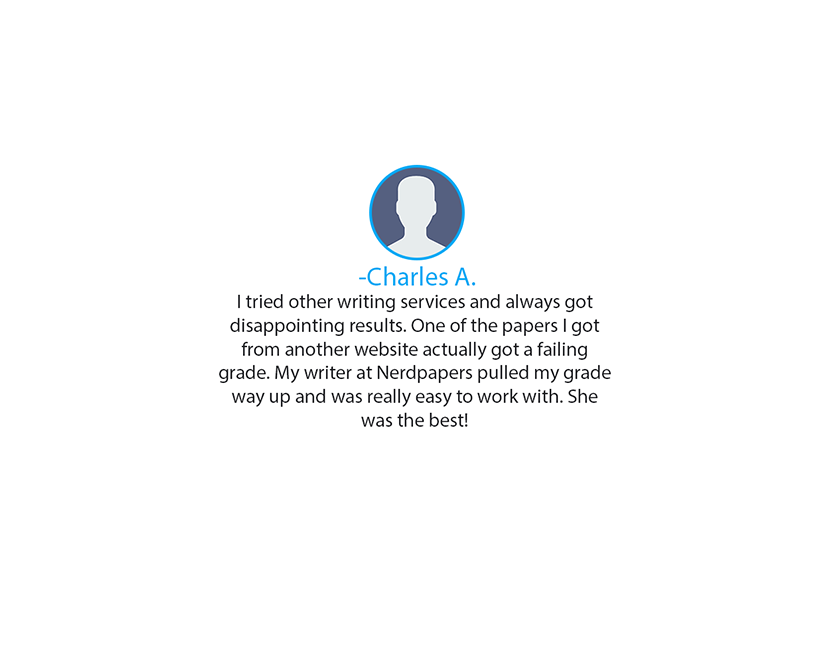 -Charles A.
I tried other writing services and always got
disappointing results. One of the papers I got
from another website actually got a failing
grade. My writer at Nerdpapers pulled my grade
way up and was really easy to work with. She
was the best!